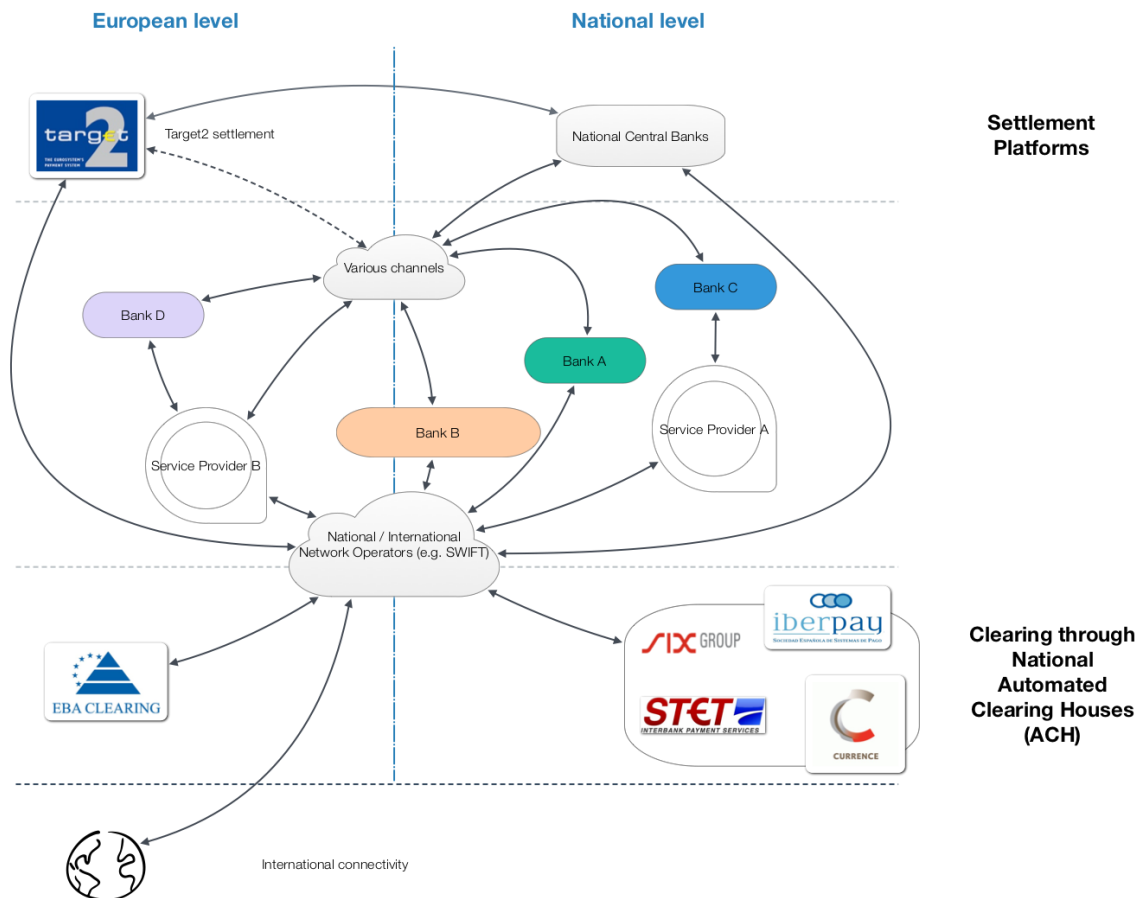 European level
National level
target
2
THE EUROSYSTEM'S
PAYMENT SYSTEM
Target2 settlement
National Central Banks
Settlement
Platforms
Various channels
Bank D
Bank C
Bank A
Bank B
Service Provider A
Service Provider B
National / International
Network Operators (e.g. SWIFT)
EBA CLEARING
SIX GROUP
iberpay
SOCIEDAD ESPAÑOLA DE SISTEMAS DE PAGO
STET
INTERBANK PAYMENT SERVICES
CURRENCE
Clearing through
National
Automated
Clearing Houses
(ACH)
International connectivity